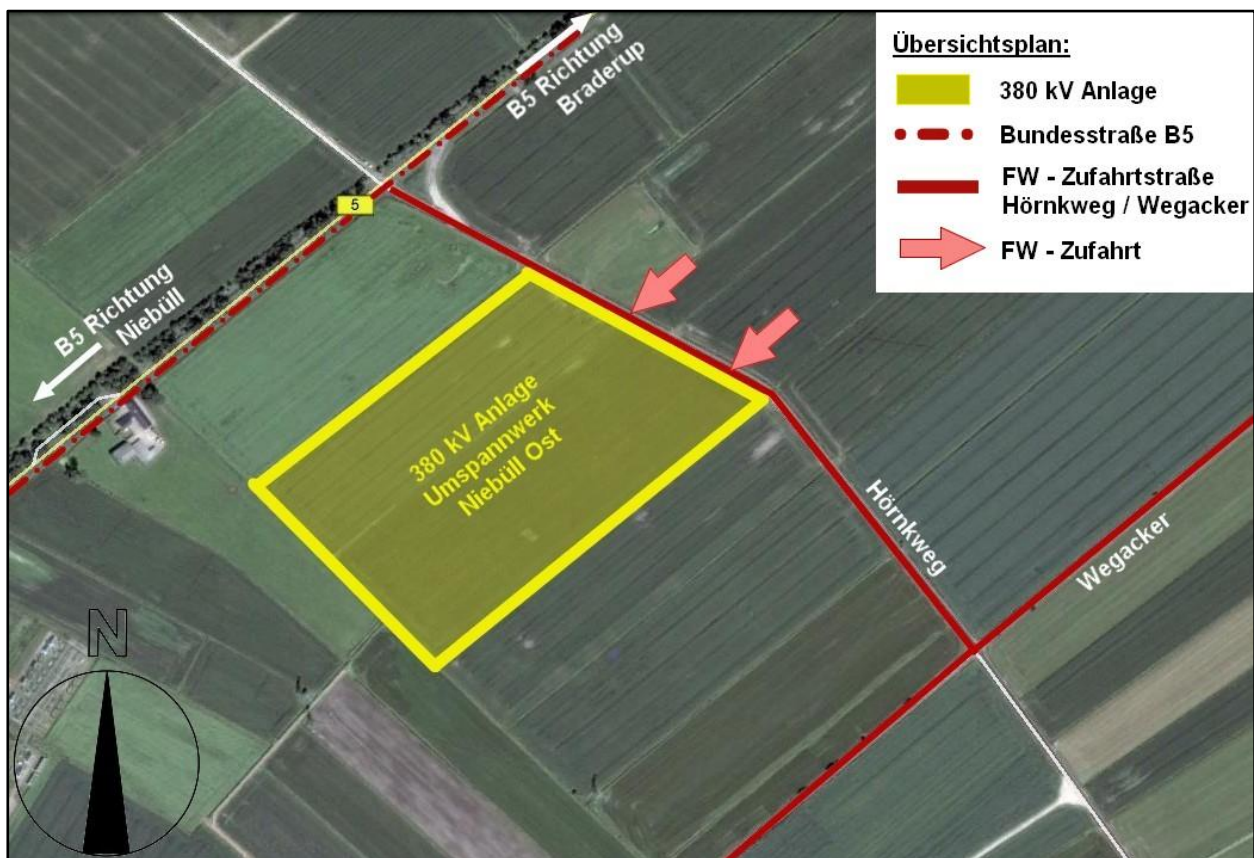 Übersichtsplan:
380 kV Anlage
Bundesstraße B5
FW - Zufahrtstraße
Hörnkweg / Wegacker
FW - Zufahrt
B5 Richtung
Braderup
5
B5 Richtung
Niebüll
380 kV Anlage
Umspannwerk
Niebüll Ost
Hörnkweg
Wegacker
N